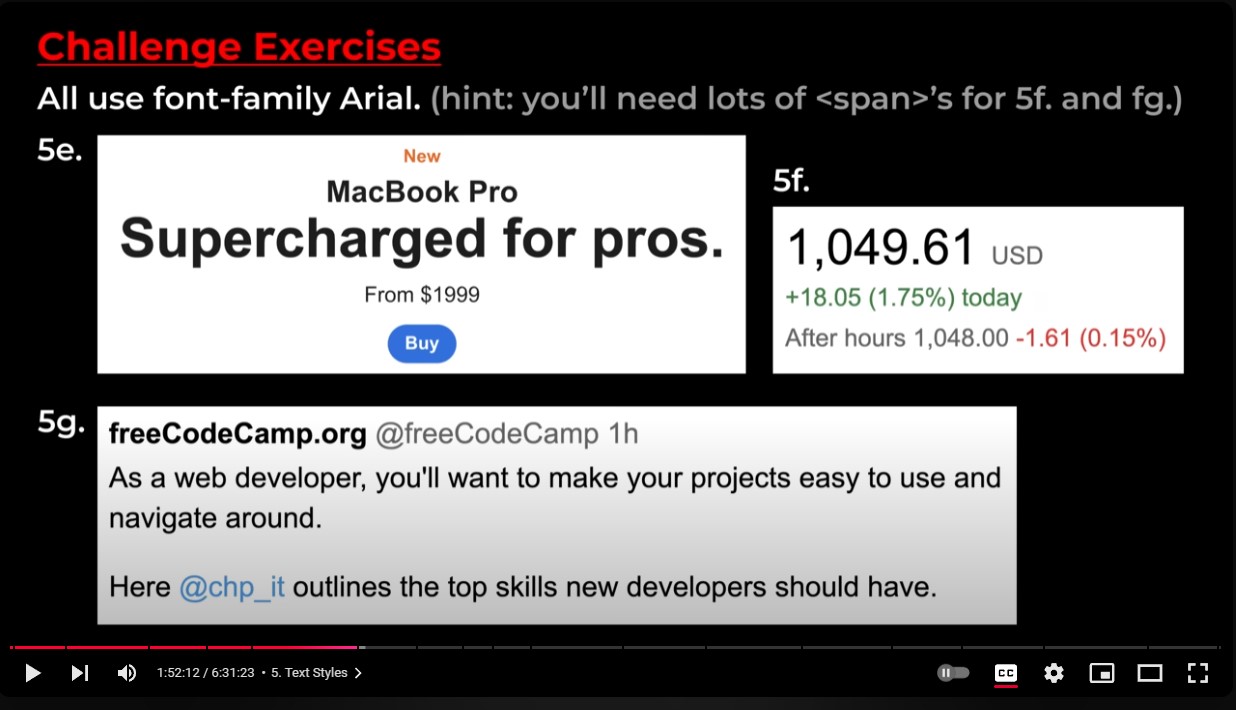 Challenge Exercises
All use font-family Arial. (hint: you'll need lots of <span>'s for 5f. and fg.)
5e.
New
MacBook Pro
Supercharged for pros.
From $1999
Buy
5f.
1,049.61 USD
+18.05 (1.75%) today
After hours 1,048.00 -1.61 (0.15%)
5g.
freeCodeCamp.org @freeCodeCamp 1h
As a web developer, you'll want to make your projects easy to use and
navigate around.
Here @chp_it outlines the top skills new developers should have.
1:52:12 / 6:31:23 • 5. Text Styles >
CC